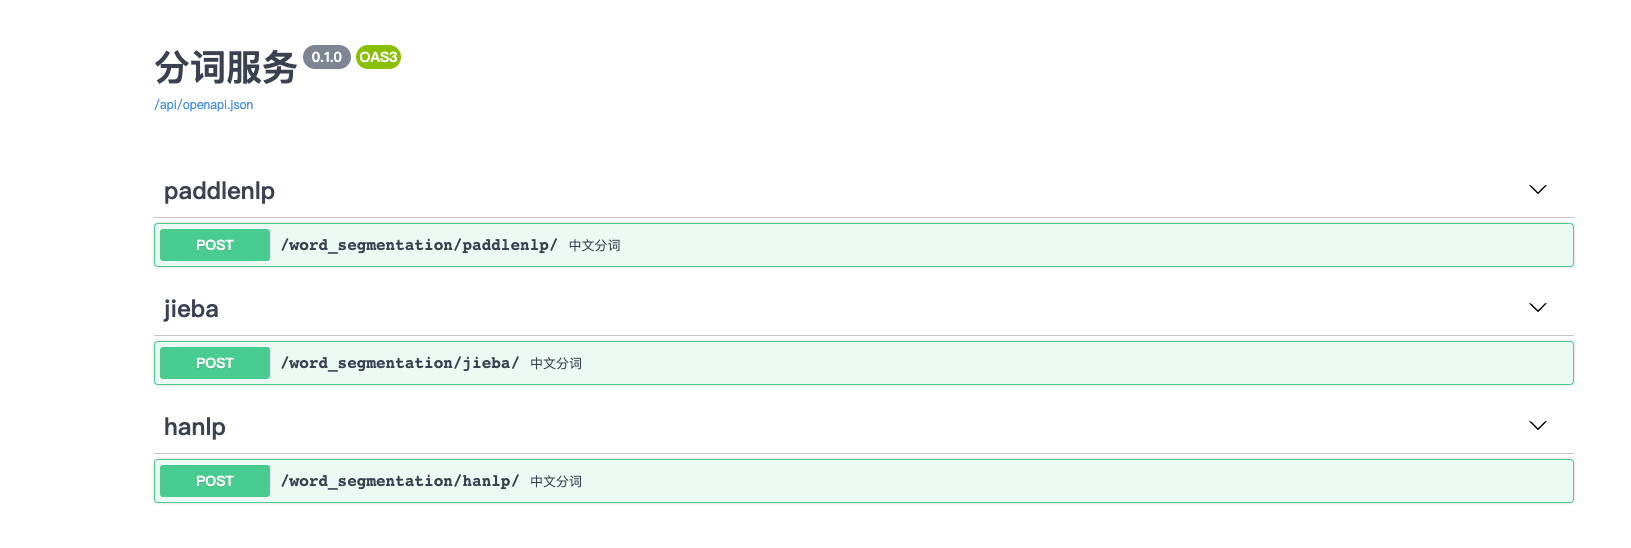 分词服务 0.1.0 OAS3
/api/openapi.json
paddlenlp
POST /word_segmentation/paddlenlp/ 中文分词
jieba
POST /word_segmentation/jieba/ 中文分词
hanlp
POST /word_segmentation/hanlp/ 中文分词